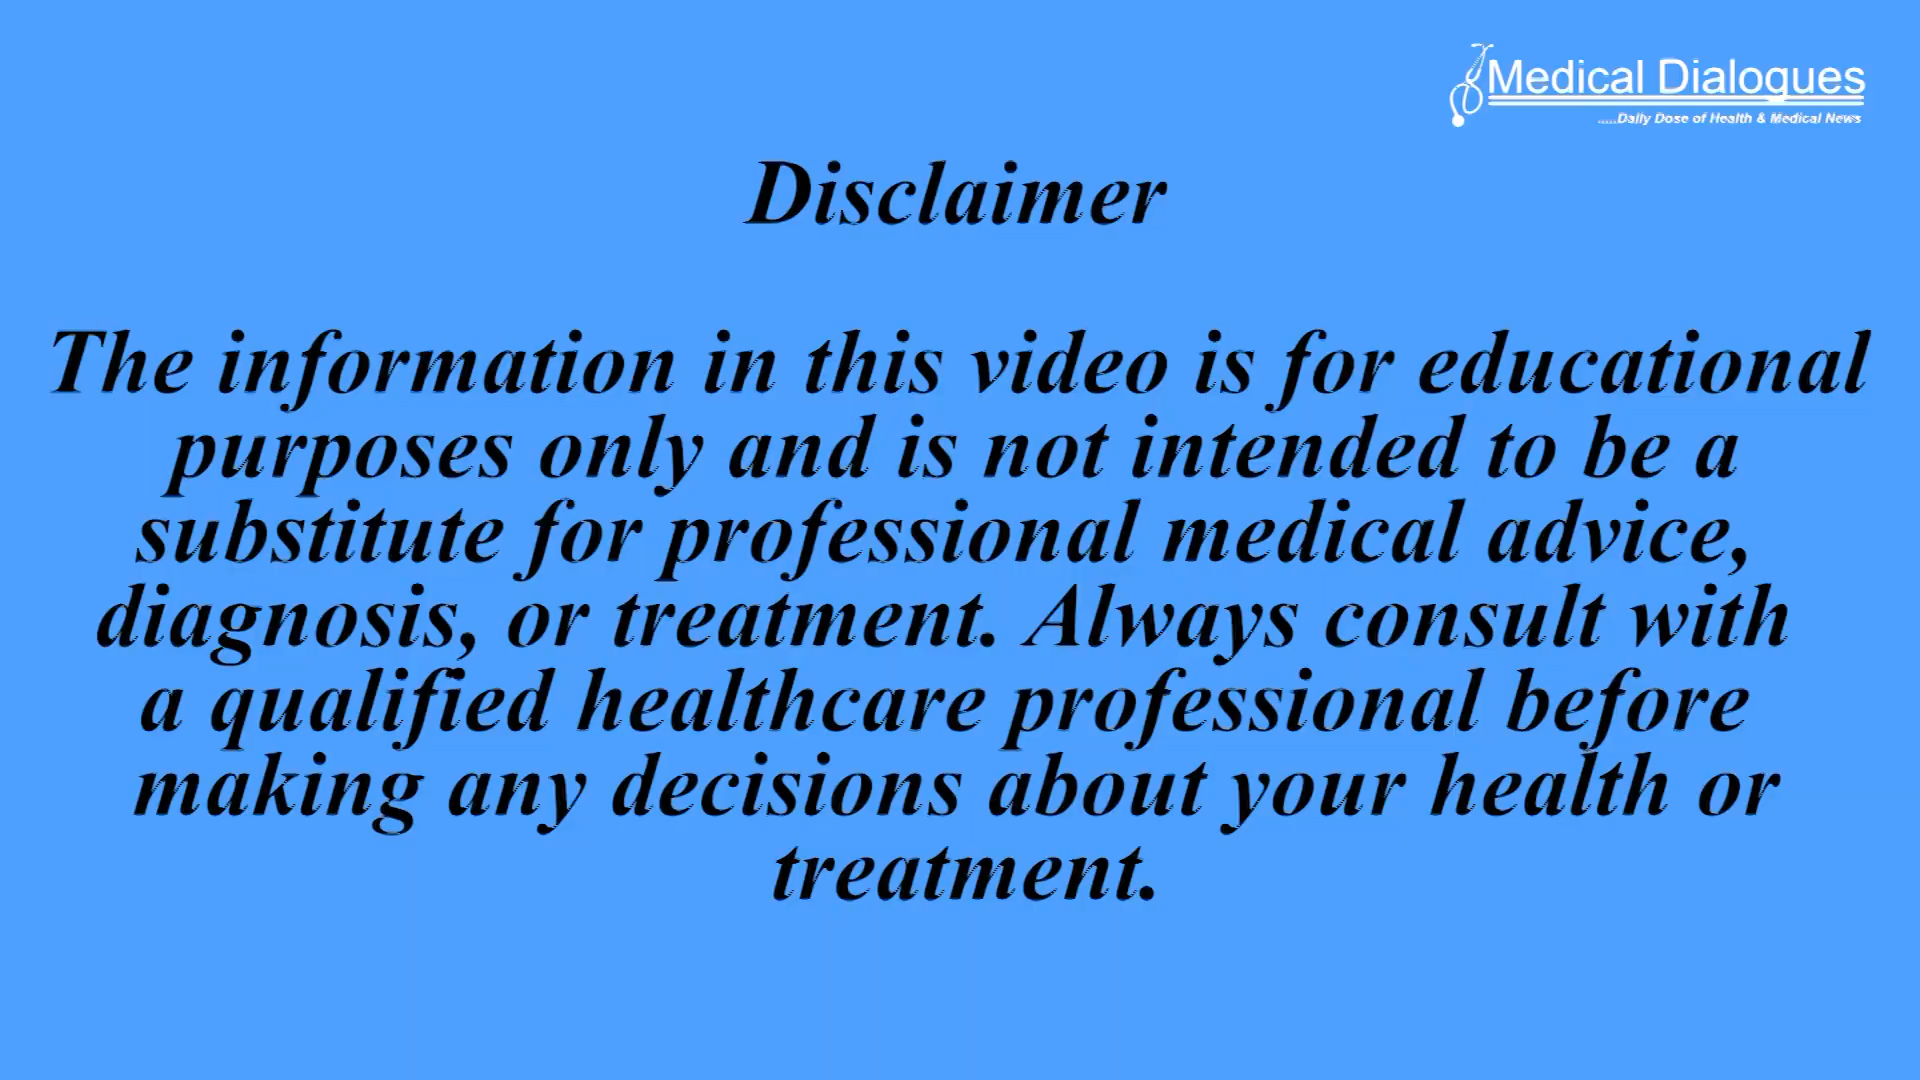 Medical Dialogues
.....Daily Dose of Health & Medical News
Disclaimer
The information in this video is for educational
purposes only and is not intended to be a
substitute for professional medical advice,
diagnosis, or treatment. Always consult with
a qualified healthcare professional before
making any decisions about your health or
treatment.